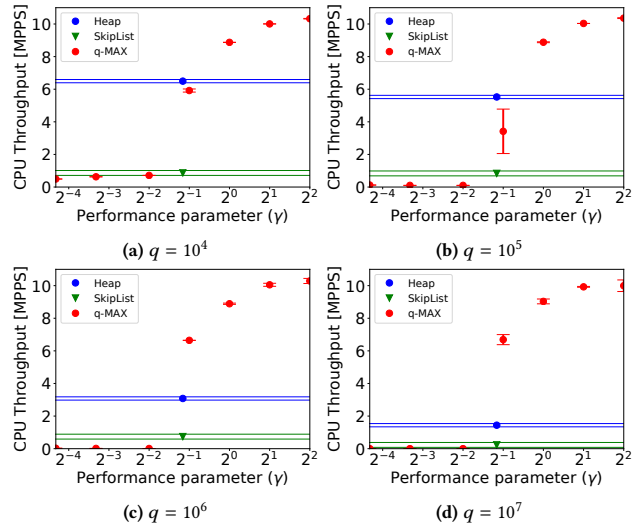 CPU Throughput [MPPS]
10
8
6
4
2
0
Heap
SkipList
q-MAX
2^-4 2^-3 2^-2 2^-1 2^0 2^1 2^2
Performance parameter (γ)
(a) q = 10^4
CPU Throughput [MPPS]
10
8
6
4
2
0
Heap
SkipList
q-MAX
2^-4 2^-3 2^-2 2^-1 2^0 2^1 2^2
Performance parameter (γ)
(b) q = 10^5
CPU Throughput [MPPS]
10
8
6
4
2
0
Heap
SkipList
q-MAX
2^-4 2^-3 2^-2 2^-1 2^0 2^1 2^2
Performance parameter (γ)
(c) q = 10^6
CPU Throughput [MPPS]
10
8
6
4
2
0
Heap
SkipList
q-MAX
2^-4 2^-3 2^-2 2^-1 2^0 2^1 2^2
Performance parameter (γ)
(d) q = 10^7